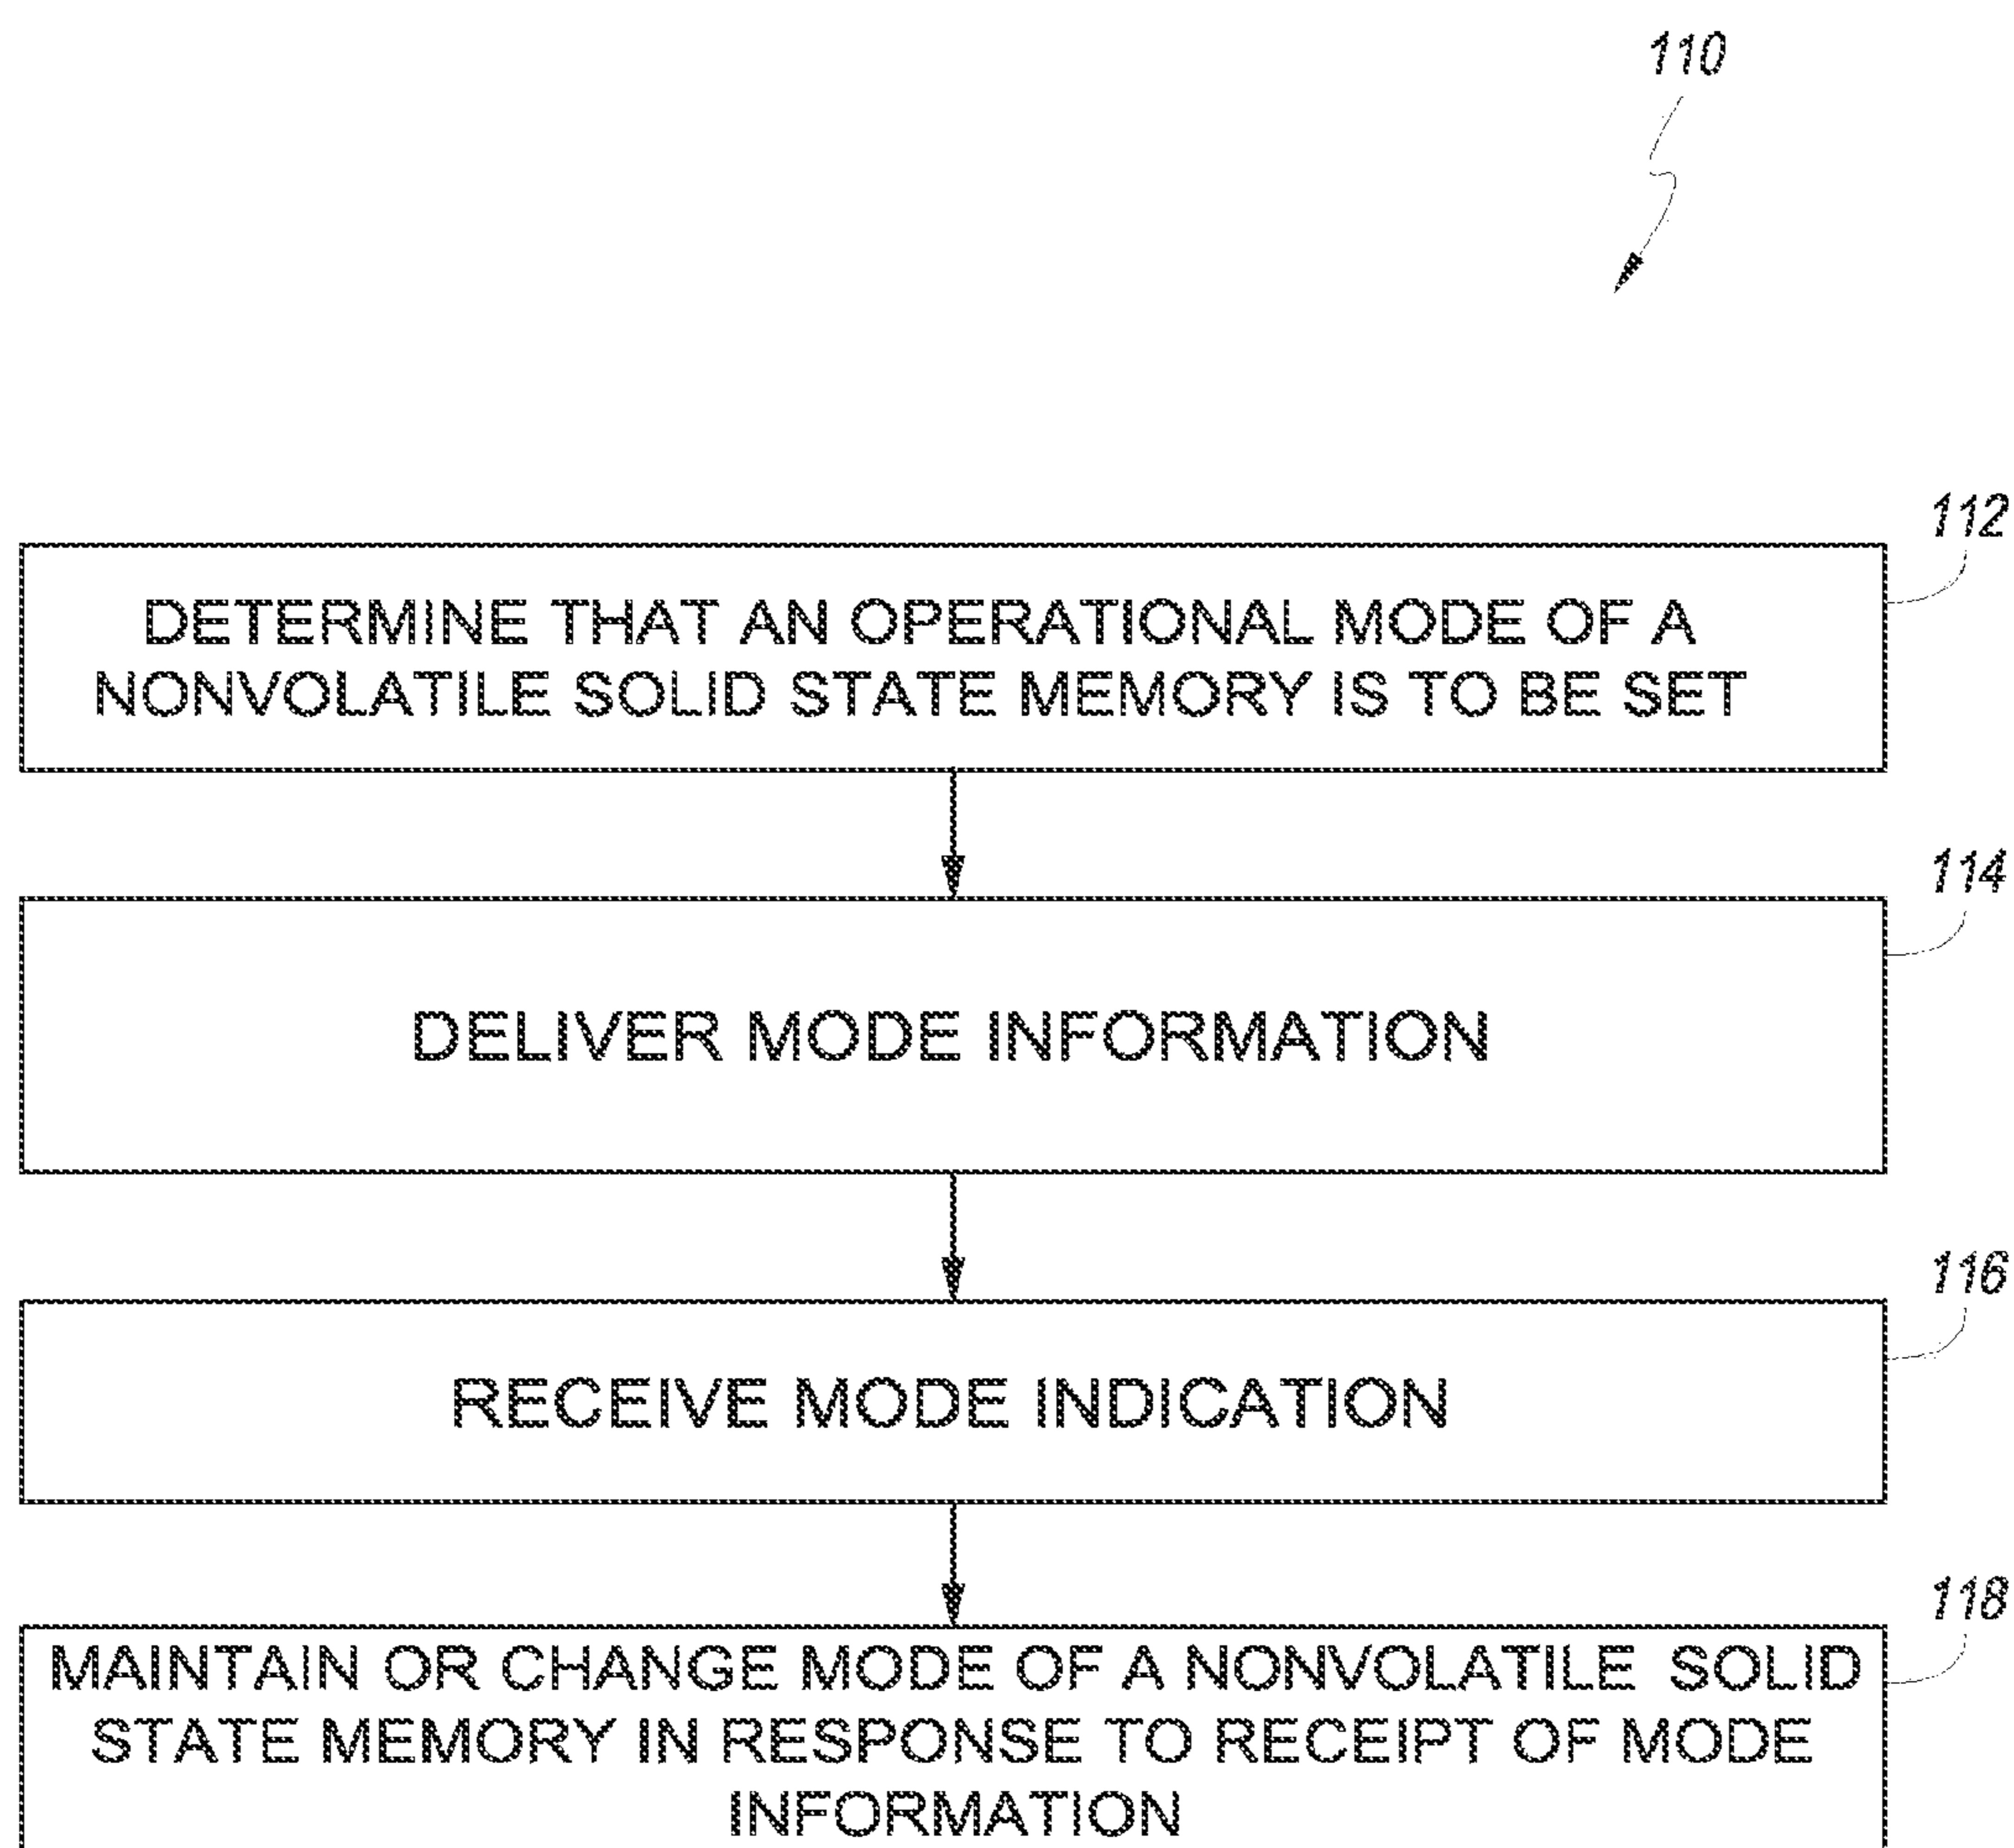 110
112
DETERMINE THAT AN OPERATIONAL MODE OF A
NONVOLATILE SOLID STATE MEMORY IS TO BE SET
114
DELIVER MODE INFORMATION
116
RECEIVE MODE INDICATION
118
MAINTAIN OR CHANGE MODE OF A NONVOLATILE SOLID
STATE MEMORY IN RESPONSE TO RECEIPT OF MODE
INFORMATION